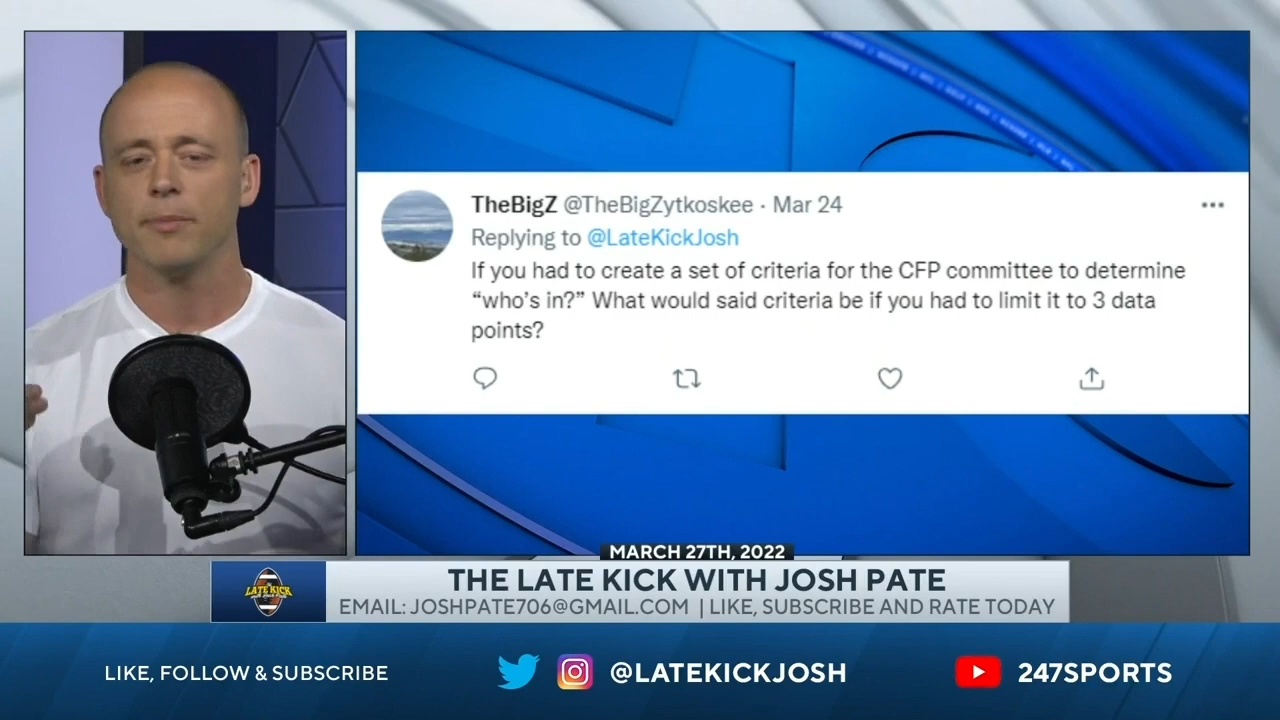 TheBigZ @TheBigZytkoskee · Mar 24
Replying to @LateKickJosh
If you had to create a set of criteria for the CFP committee to determine
“who’s in?” What would said criteria be if you had to limit it to 3 data
points?
MARCH 27TH, 2022
LATE KICK
THE LATE KICK WITH JOSH PATE
EMAIL: JOSHPATE706@GMAIL.COM | LIKE, SUBSCRIBE AND RATE TODAY
LIKE, FOLLOW & SUBSCRIBE
@LATEKICKJOSH
247SPORTS